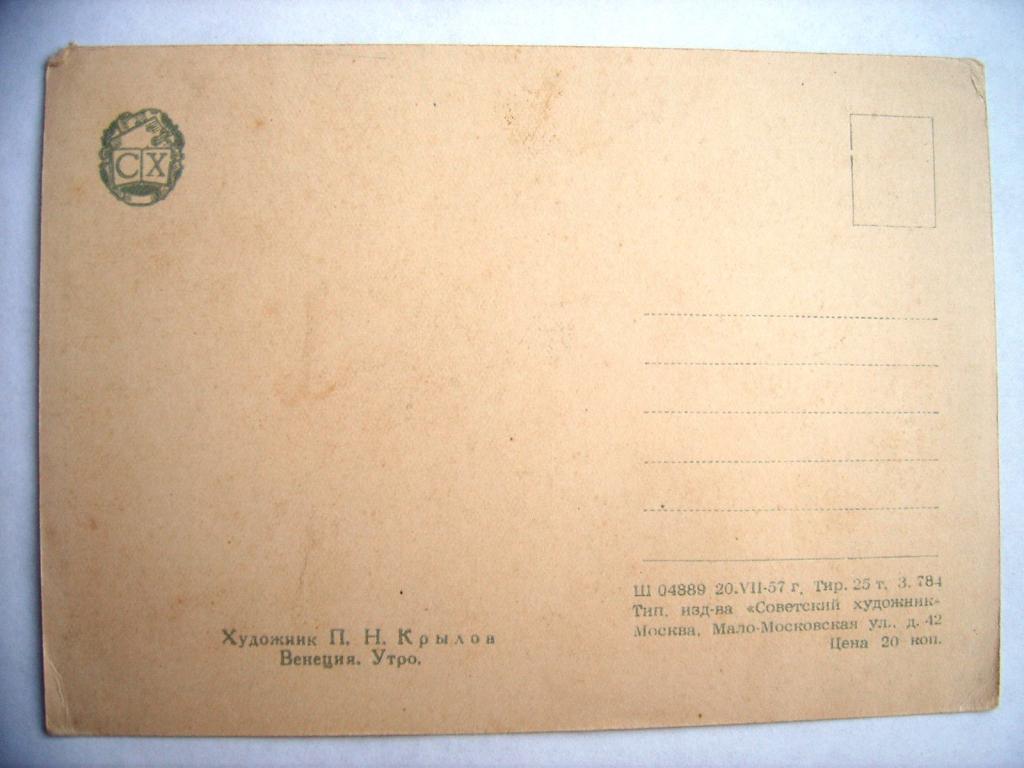 СХ
Художник П. Н. Крылов
Венеция. Утро.
Ш 04889 20.VII-57 г. Тир. 25 т. З. 784
Тип. изд-ва «Советский художник»
Москва, Мало-Московская ул., д. 42
Цена 20 коп.